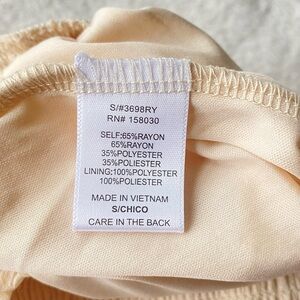 S/#3698RY
RN# 158030
SELF:65%RAYON
65%RAYON
35%POLYESTER
35%POLIESTER
LINING:100%POLYESTER
100%POLIESTER
MADE IN VIETNAM
S/CHICO
CARE IN THE BACK